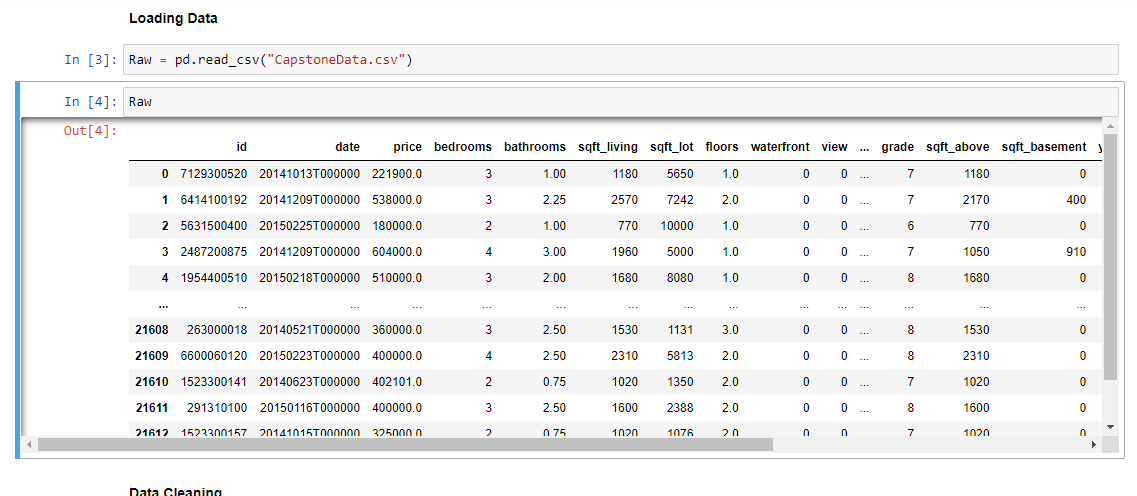 Loading Data
In [3]: Raw = pd.read_csv("CapstoneData.csv")
In [4]: Raw
Out[4]:
id date price bedrooms bathrooms sqft_living sqft_lot floors waterfront view ... grade sqft_above sqft_basement y
0 7129300520 20141013T000000 221900.0 3 1.00 1180 5650 1.0 0 0 ... 7 1180 0
1 6414100192 20141209T000000 538000.0 3 2.25 2570 7242 2.0 0 0 ... 7 2170 400
2 5631500400 20150225T000000 180000.0 2 1.00 770 10000 1.0 0 0 ... 6 770 0
3 2487200875 20141209T000000 604000.0 4 3.00 1960 5000 1.0 0 0 ... 7 1050 910
4 1954400510 20150218T000000 510000.0 3 2.00 1680 8080 1.0 0 0 ... 8 1680 0
... ... ... ... ... ... ... ... ... ... ... ... ... ... ...
21608 263000018 20140521T000000 360000.0 3 2.50 1530 1131 3.0 0 0 ... 8 1530 0
21609 6600060120 20150223T000000 400000.0 4 2.50 2310 5813 2.0 0 0 ... 8 2310 0
21610 1523300141 20140623T000000 402101.0 2 0.75 1020 1350 2.0 0 0 ... 7 1020 0
21611 291310100 20150116T000000 400000.0 3 2.50 1600 2388 2.0 0 0 ... 8 1600 0
21612 1523300157 20141015T000000 325000.0 2 0.75 1020 1076 2.0 0 0 ... 7 1020 0
Data Cleaning